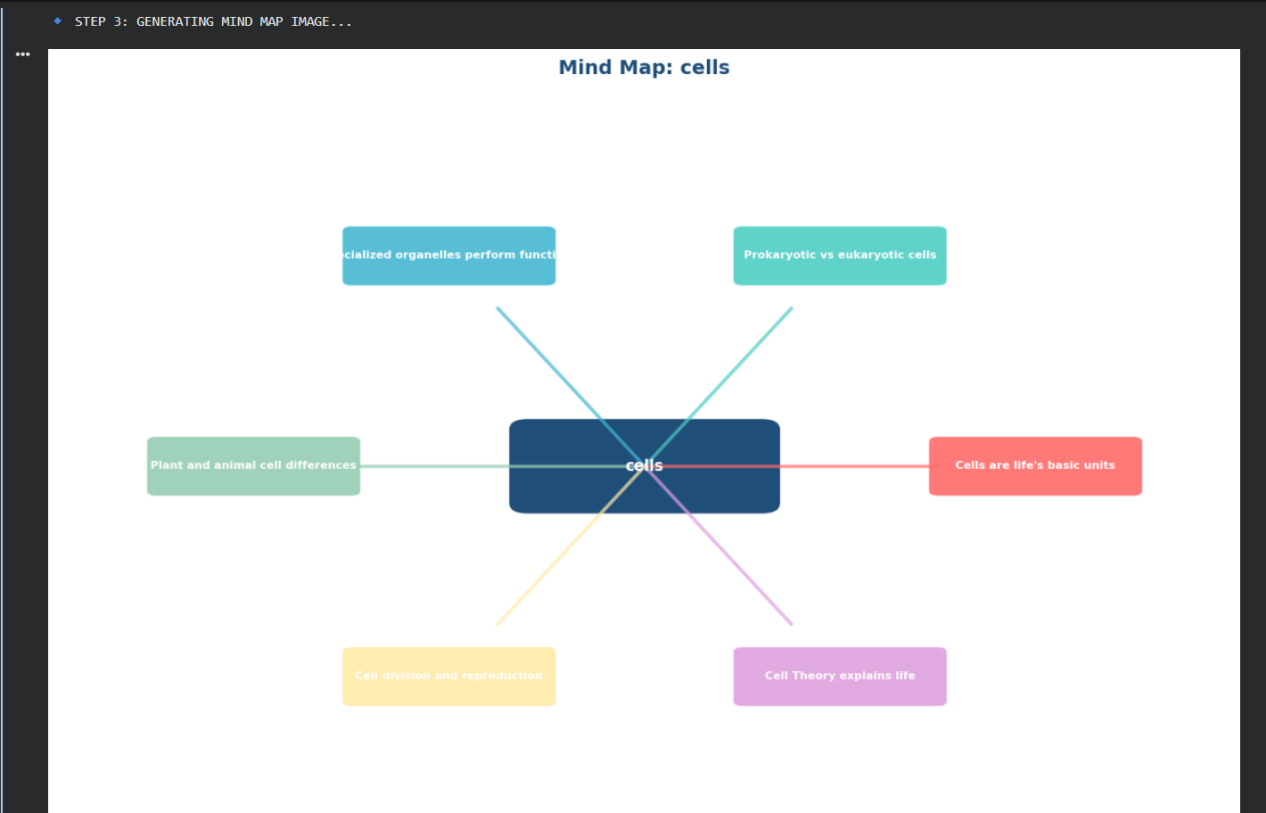 STEP 3: GENERATING MIND MAP IMAGE...
Mind Map: cells
cialized organelles perform functi
Prokaryotic vs eukaryotic cells
cells
Plant and animal cell differences
Cells are life's basic units
Cell division and reproduction
Cell Theory explains life